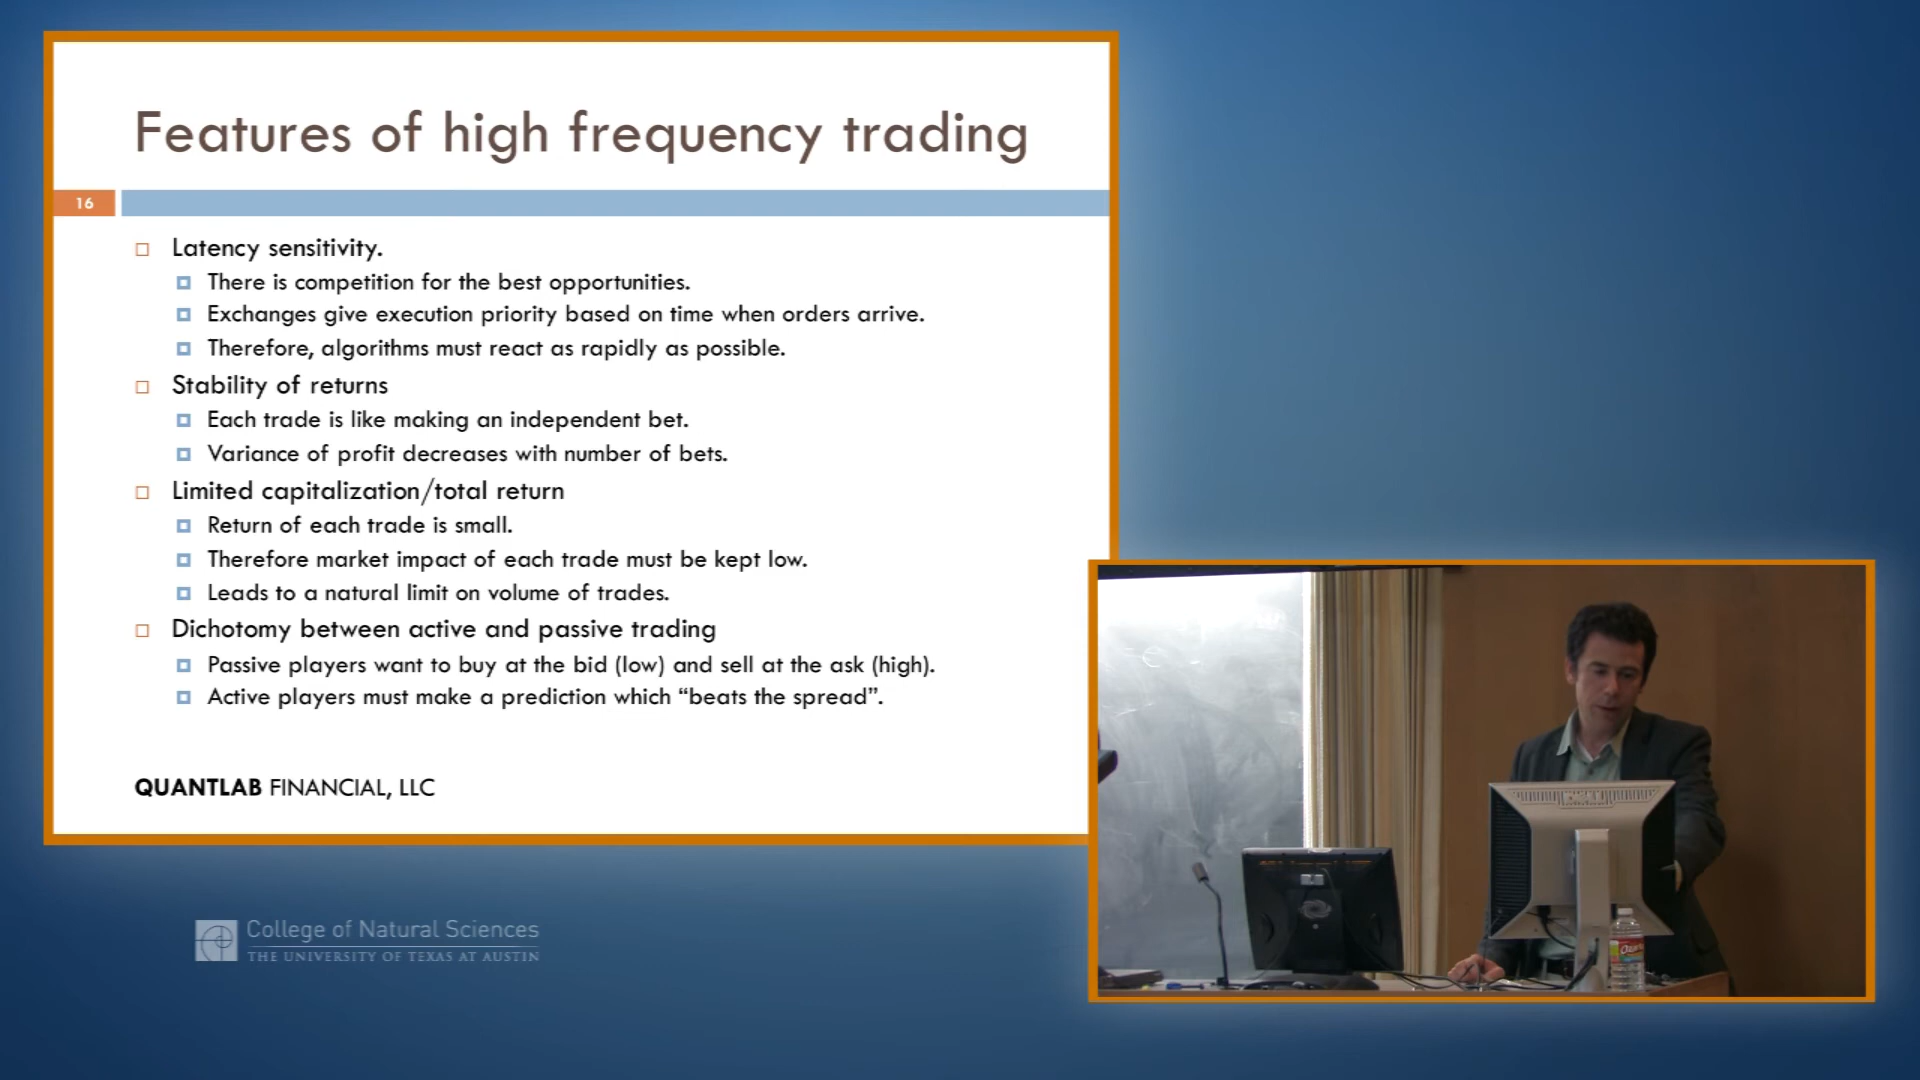 Features of high frequency trading
16
Latency sensitivity.
There is competition for the best opportunities.
Exchanges give execution priority based on time when orders arrive.
Therefore, algorithms must react as rapidly as possible.
Stability of returns
Each trade is like making an independent bet.
Variance of profit decreases with number of bets.
Limited capitalization/total return
Return of each trade is small.
Therefore market impact of each trade must be kept low.
Leads to a natural limit on volume of trades.
Dichotomy between active and passive trading
Passive players want to buy at the bid (low) and sell at the ask (high).
Active players must make a prediction which “beats the spread”.
QUANTLAB FINANCIAL, LLC
College of Natural Sciences
THE UNIVERSITY OF TEXAS AT AUSTIN